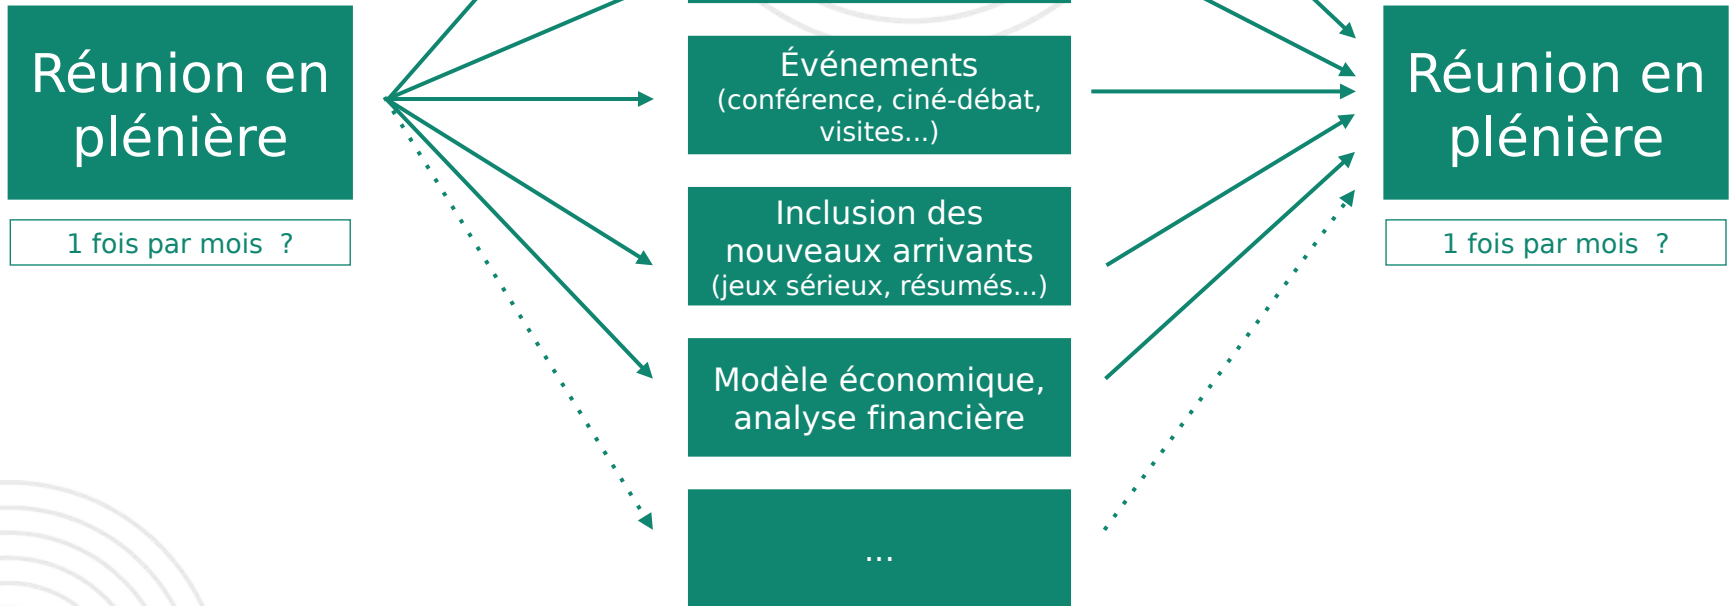 Réunion en
plénière
1 fois par mois  ?
Événements
(conférence, ciné-débat,
visites...)
Inclusion des
nouveaux arrivants
(jeux sérieux, résumés...)
Modèle économique,
analyse financière
...
Réunion en
plénière
1 fois par mois  ?